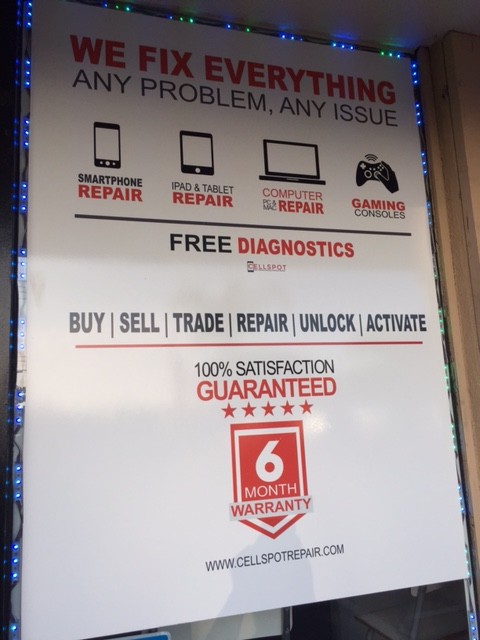 WE FIX EVERYTHING
ANY PROBLEM, ANY ISSUE
SMARTPHONE
REPAIR
IPAD & TABLET
REPAIR
COMPUTER
PC & MAC REPAIR
GAMING
CONSOLES
FREE DIAGNOSTICS
CELLSPOT
BUY | SELL | TRADE | REPAIR | UNLOCK | ACTIVATE
100% SATISFACTION
GUARANTEED
6
MONTH
WARRANTY
WWW.CELLSPOTREPAIR.COM